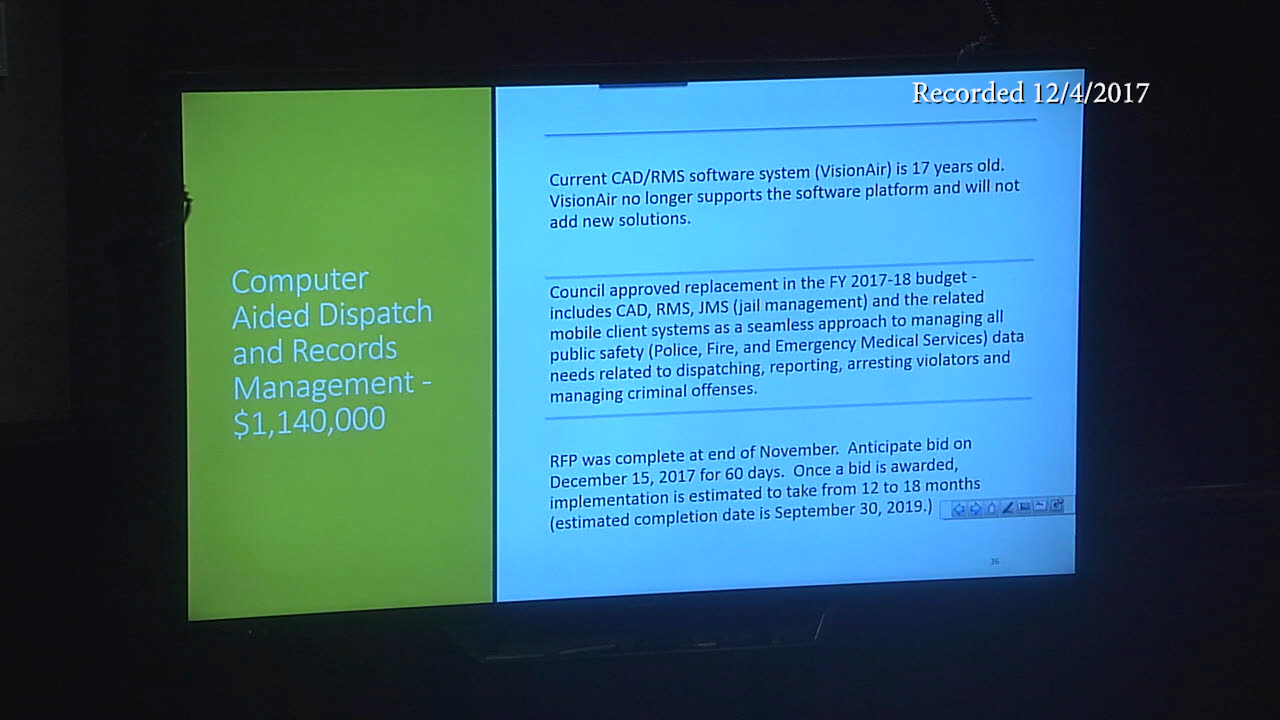 Recorded 12/4/2017
Computer
Aided Dispatch
and Records
Management -
$1,140,000
Current CAD/RMS software system (VisionAir) is 17 years old.
VisionAir no longer supports the software platform and will not
add new solutions.
Council approved replacement in the FY 2017-18 budget -
includes CAD, RMS, JMS (jail management) and the related
mobile client systems as a seamless approach to managing all
public safety (Police, Fire, and Emergency Medical Services) data
needs related to dispatching, reporting, arresting violators and
managing criminal offenses.
RFP was complete at end of November. Anticipate bid on
December 15, 2017 for 60 days. Once a bid is awarded,
implementation is estimated to take from 12 to 18 months
(estimated completion date is September 30, 2019.)
36